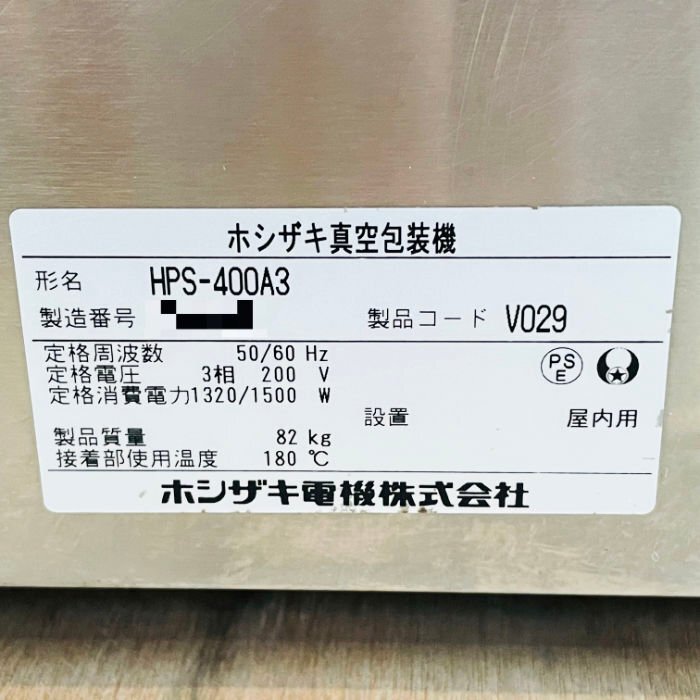 ホシザキ真空包装機
形名 HPS-400A3
製造番号
製品コード V029
定格周波数 50/60 Hz
定格電圧 3相 200 V
定格消費電力1320/1500 W
PS
E
設置 屋内用
製品質量 82 kg
接着部使用温度 180 ℃
ホシザキ電機株式会社